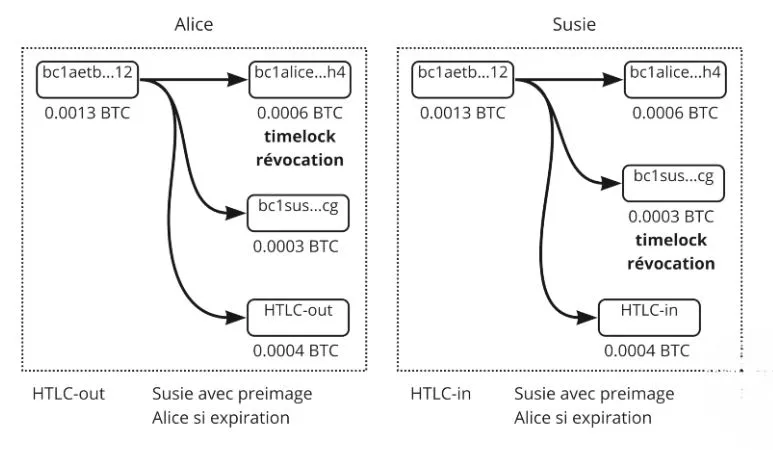 Alice
bc1aetb...12
bc1alice...h4
0.0013 BTC
0.0006 BTC
timelock
révocation
bc1sus...cg
0.0003 BTC
HTLC-out
0.0004 BTC
HTLC-out
Susie avec preimage
Alice si expiration
Susie
bc1aetb...12
bc1alice...h4
0.0013 BTC
0.0006 BTC
bc1sus...cg
0.0003 BTC
timelock
révocation
HTLC-in
0.0004 BTC
HTLC-in
Susie avec preimage
Alice si expiration